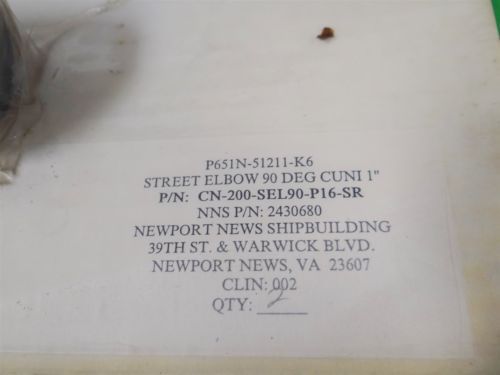 P651N-51211-K6
STREET ELBOW 90 DEG CUNI 1"
P/N: CN-200-SEL90-P16-SR
NNS P/N: 2430680
NEWPORT NEWS SHIPBUILDING
39TH ST. & WARWICK BLVD.
NEWPORT NEWS, VA 23607
CLIN: 002
QTY: 2